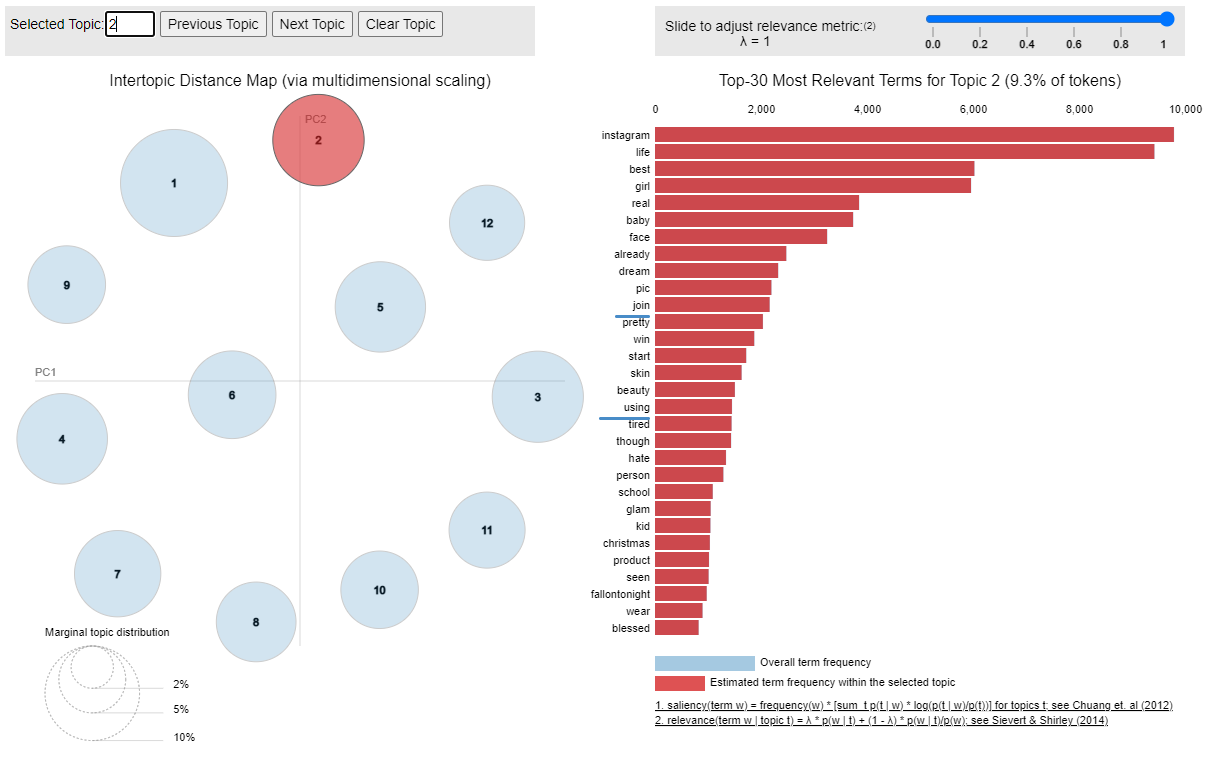 Selected Topic: 2 Previous Topic Next Topic Clear Topic
Slide to adjust relevance metric:(2)
λ = 1
0.0 0.2 0.4 0.6 0.8 1
Intertopic Distance Map (via multidimensional scaling)
PC2
2
1
12
9
5
PC1
6
3
4
11
7
10
8
Marginal topic distribution
2%
5%
10%
Top-30 Most Relevant Terms for Topic 2 (9.3% of tokens)
0 2,000 4,000 6,000 8,000 10,000
instagram
life
best
girl
real
baby
face
already
dream
pic
join
pretty
win
start
skin
beauty
using
tired
though
hate
person
school
glam
kid
christmas
product
seen
fallontonight
wear
blessed
Overall term frequency
Estimated term frequency within the selected topic
1. saliency(term w) = frequency(w) * [sum_t p(t | w) * log(p(t | w)/p(t))] for topics t; see Chuang et. al (2012)
2. relevance(term w | topic t) = λ * p(w | t) + (1 - λ) * p(w | t)/p(w); see Sievert & Shirley (2014)